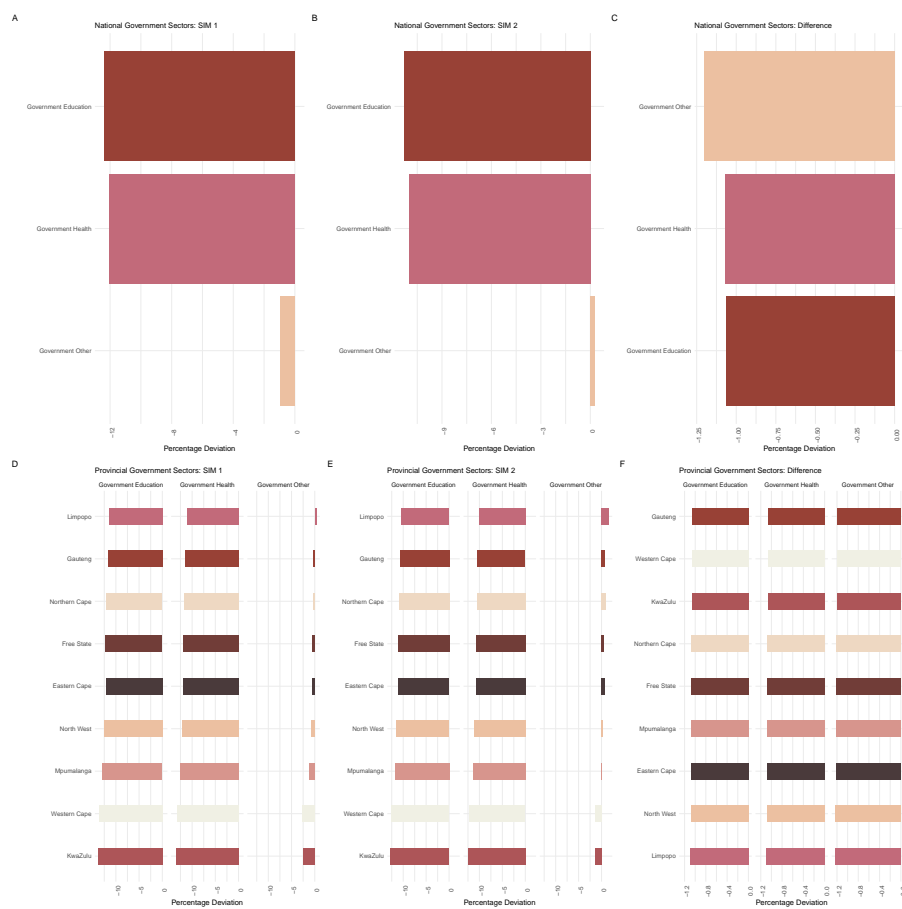 A
National Government Sectors: SIM 1
Government Education
Government Health
Government Other
−12
−8
−4
0
Percentage Deviation
B
National Government Sectors: SIM 2
Government Education
Government Health
Government Other
−9
−6
−3
0
Percentage Deviation
C
National Government Sectors: Difference
Government Other
Government Health
Government Education
−1.25
−1.00
−0.75
−0.50
−0.25
0.00
Percentage Deviation
D
Provincial Government Sectors: SIM 1
Government Education Government Health Government Other
Limpopo
Gauteng
Northern Cape
Free State
Eastern Cape
North West
Mpumalanga
Western Cape
KwaZulu
−10 −5 0 −10 −5 0 −10 −5 0
Percentage Deviation
E
Provincial Government Sectors: SIM 2
Government Education Government Health Government Other
Limpopo
Gauteng
Northern Cape
Free State
Eastern Cape
North West
Mpumalanga
Western Cape
KwaZulu
−10 −5 0 −10 −5 0 −10 −5 0
Percentage Deviation
F
Provincial Government Sectors: Difference
Government Education Government Health Government Other
Gauteng
Western Cape
KwaZulu
Northern Cape
Free State
Mpumalanga
Eastern Cape
North West
Limpopo
−1.2 −0.8 −0.4 0.0 −1.2 −0.8 −0.4 0.0 −1.2 −0.8 −0.4 0.0
Percentage Deviation